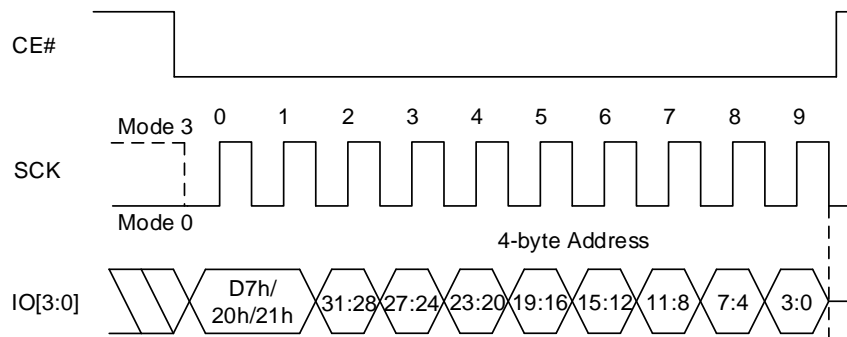 CE#
0 1 2 3 4 5 6 7 8 9
Mode 3
SCK
Mode 0
4-byte Address
IO[3:0]
D7h/
20h/21h
31:28 27:24 23:20 19:16 15:12 11:8 7:4 3:0